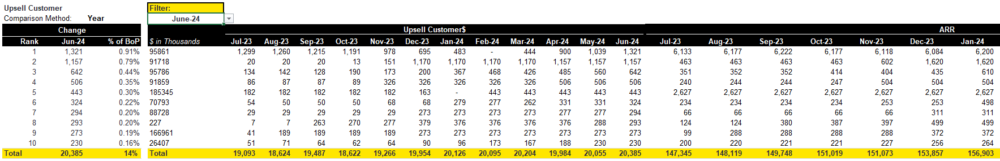 Upsell Customer Filter:
Comparison Method: Year June-24
Change Upsell Customer$ ARR
Rank Jun-24 % of BoP $ in Thousands Jul-23 Aug-23 Sep-23 Oct-23 Nov-23 Dec-23 Jan-24 Feb-24 Mar-24 Apr-24 May-24 Jun-24 Jul-23 Aug-23 Sep-23 Oct-23 Nov-23 Dec-23 Jan-24
1 1,321 0.91% 95861 1,299 1,260 1,215 1,191 978 695 483 - 444 900 1,039 1,321 6,133 6,177 6,222 6,177 6,118 6,084 6,200
2 1,157 0.79% 91718 20 20 20 13 151 1,170 1,170 1,170 1,170 1,157 1,157 1,157 463 463 463 463 602 1,620 1,620
3 642 0.44% 95786 134 142 128 190 173 200 367 468 426 485 560 642 351 352 352 414 404 435 610
4 506 0.35% 91859 86 87 87 89 326 326 326 326 326 506 506 506 240 244 244 247 504 504 504
5 443 0.30% 185345 182 182 182 182 182 163 - 443 443 443 443 443 2,627 2,627 2,627 2,627 2,627 2,627 2,627
6 324 0.22% 70793 54 50 50 50 68 68 279 277 262 331 331 324 234 234 234 234 253 253 498
7 294 0.20% 88728 29 29 29 29 29 273 273 273 273 277 277 294 66 66 66 66 66 311 311
8 293 0.20% 227 7 7 263 270 277 379 376 376 376 376 288 293 124 124 380 387 397 499 499
9 273 0.19% 166961 41 189 189 189 189 273 273 273 273 273 273 273 99 288 288 288 288 372 372
10 230 0.16% 26407 51 71 64 62 64 90 96 173 167 188 230 230 200 220 221 221 227 256 264
Total 20,385 14% Total 19,093 18,624 19,487 18,622 19,266 19,954 20,126 20,095 20,204 19,984 20,055 20,385 147,345 148,119 149,748 151,019 151,073 153,857 156,903